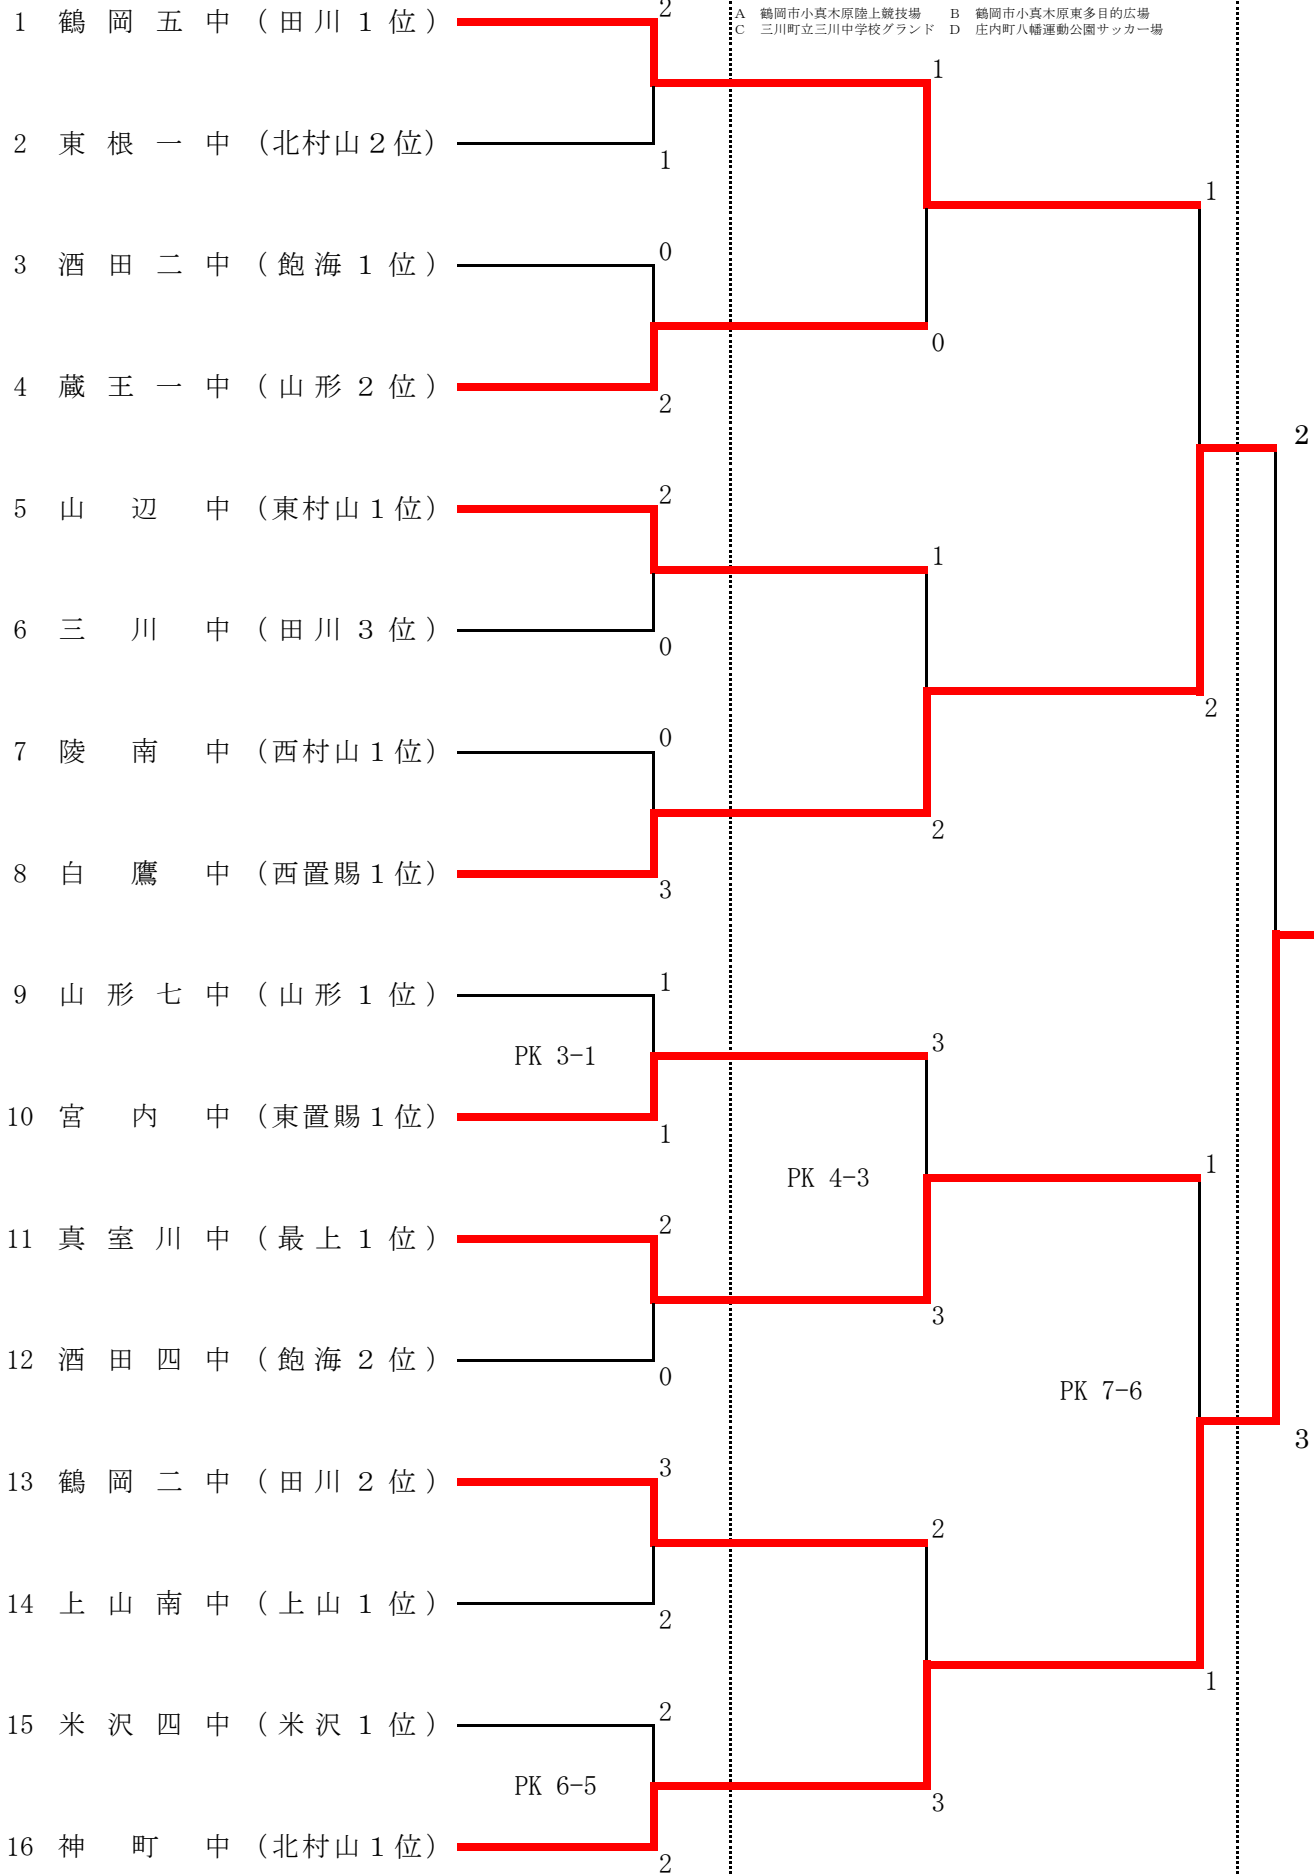 2
A 鶴岡市小真木原陸上競技場 B 鶴岡市小真木原東多目的広場
1 鶴岡五中（田川１位）
C 三川町立三川中学校グランド D 庄内町八幡運動公園サッカー場
1
2 東根一中（北村山２位）
1
1
3 酒田二中（飽海１位）
0
0
4 蔵王一中（山形２位）
2
2
5 山辺中（東村山１位）
2
1
6 三川中（田川３位）
0
2
7 陵南中（西村山１位）
0
2
8 白鷹中（西置賜１位）
3
9 山形七中（山形１位）
1
3
PK 3-1
10 宮内中（東置賜１位）
1
1
PK 4-3
11 真室川中（最上１位）
2
3
12 酒田四中（飽海２位）
0
PK 7-6
3
13 鶴岡二中（田川２位）
3
2
14 上山南中（上山１位）
2
1
15 米沢四中（米沢１位）
2
PK 6-5
3
16 神町中（北村山１位）
2